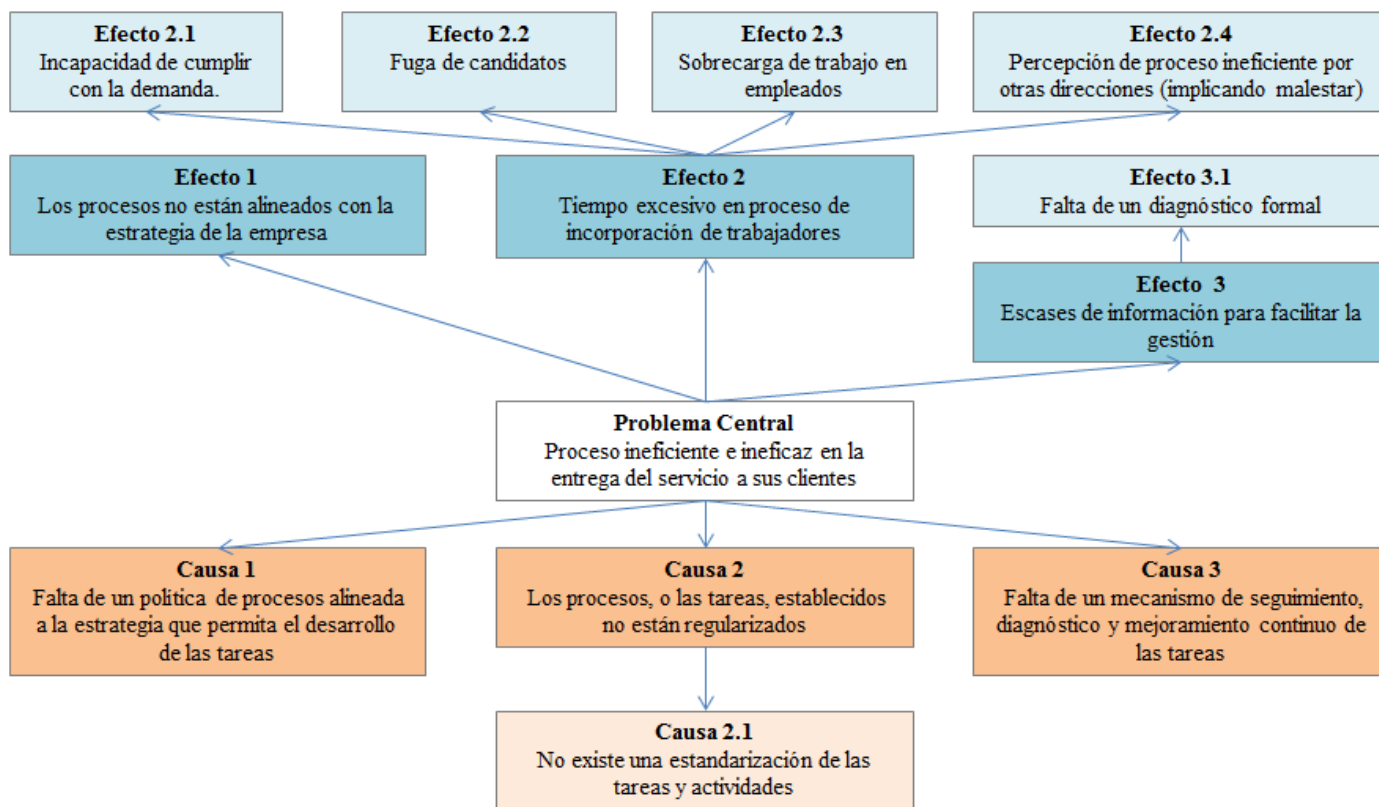 Efecto 2.1
Incapacidad de cumplir
con la demanda.
Efecto 2.2
Fuga de candidatos
Efecto 2.3
Sobrecarga de trabajo en
empleados
Efecto 2.4
Percepción de proceso ineficiente por
otras direcciones (implicando malestar)
Efecto 1
Los procesos no están alineados con la
estrategia de la empresa
Efecto 2
Tiempo excesivo en proceso de
incorporación de trabajadores
Efecto 3.1
Falta de un diagnóstico formal
Efecto 3
Escases de información para facilitar la
gestión
Problema Central
Proceso ineficiente e ineficaz en la
entrega del servicio a sus clientes
Causa 1
Falta de un política de procesos alineada
a la estrategia que permita el desarrollo
de las tareas
Causa 2
Los procesos, o las tareas, establecidos
no están regularizados
Causa 3
Falta de un mecanismo de seguimiento,
diagnóstico y mejoramiento continuo de
las tareas
Causa 2.1
No existe una estandarización de las
tareas y actividades